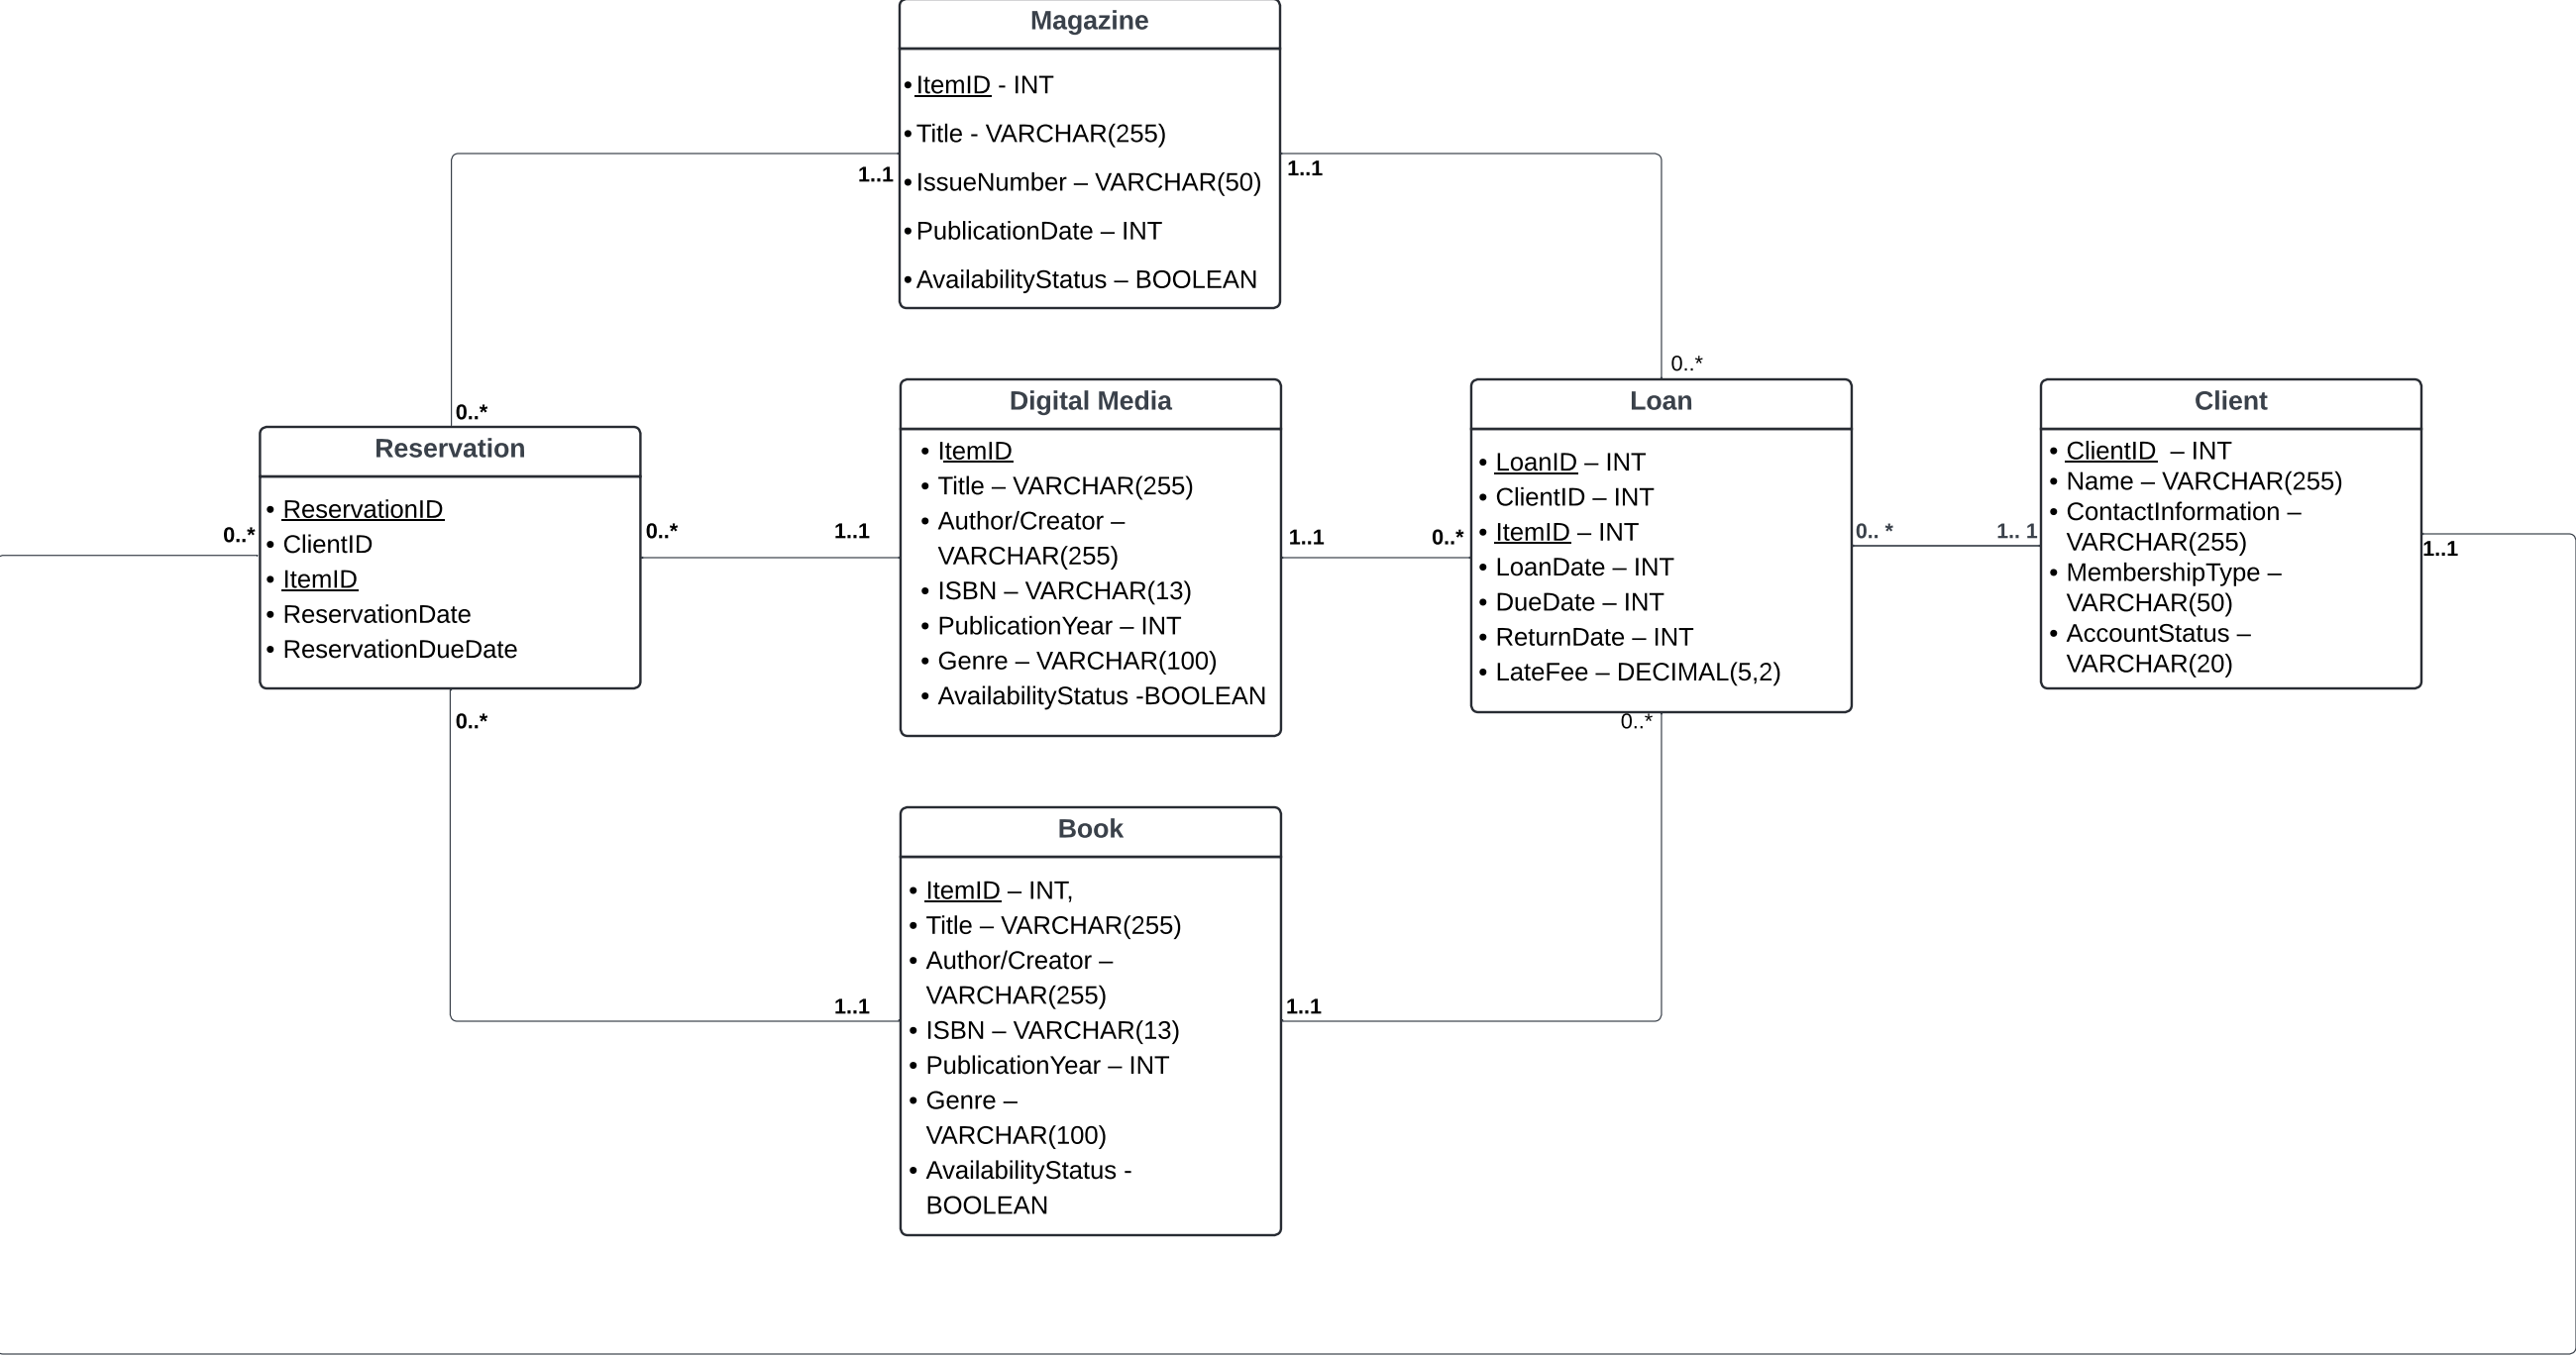 Magazine
•ItemID - INT
•Title - VARCHAR(255)
•IssueNumber – VARCHAR(50)
•PublicationDate – INT
•AvailabilityStatus – BOOLEAN
1..1
1..1
0..*
0..*
Reservation
• ReservationID
• ClientID
• ItemID
• ReservationDate
• ReservationDueDate
0..*
0..*
0..*
1..1
Digital Media
• ItemID
• Title – VARCHAR(255)
• Author/Creator –
VARCHAR(255)
• ISBN – VARCHAR(13)
• PublicationYear – INT
• Genre – VARCHAR(100)
• AvailabilityStatus -BOOLEAN
1..1
0..*
Loan
• LoanID – INT
• ClientID – INT
• ItemID – INT
• LoanDate – INT
• DueDate – INT
• ReturnDate – INT
• LateFee – DECIMAL(5,2)
0..*
0.. *
1.. 1
Client
• ClientID – INT
• Name – VARCHAR(255)
• ContactInformation –
VARCHAR(255)
• MembershipType –
VARCHAR(50)
• AccountStatus –
VARCHAR(20)
1..1
Book
• ItemID – INT,
• Title – VARCHAR(255)
• Author/Creator –
VARCHAR(255)
• ISBN – VARCHAR(13)
• PublicationYear – INT
• Genre –
VARCHAR(100)
• AvailabilityStatus -
BOOLEAN
1..1
1..1